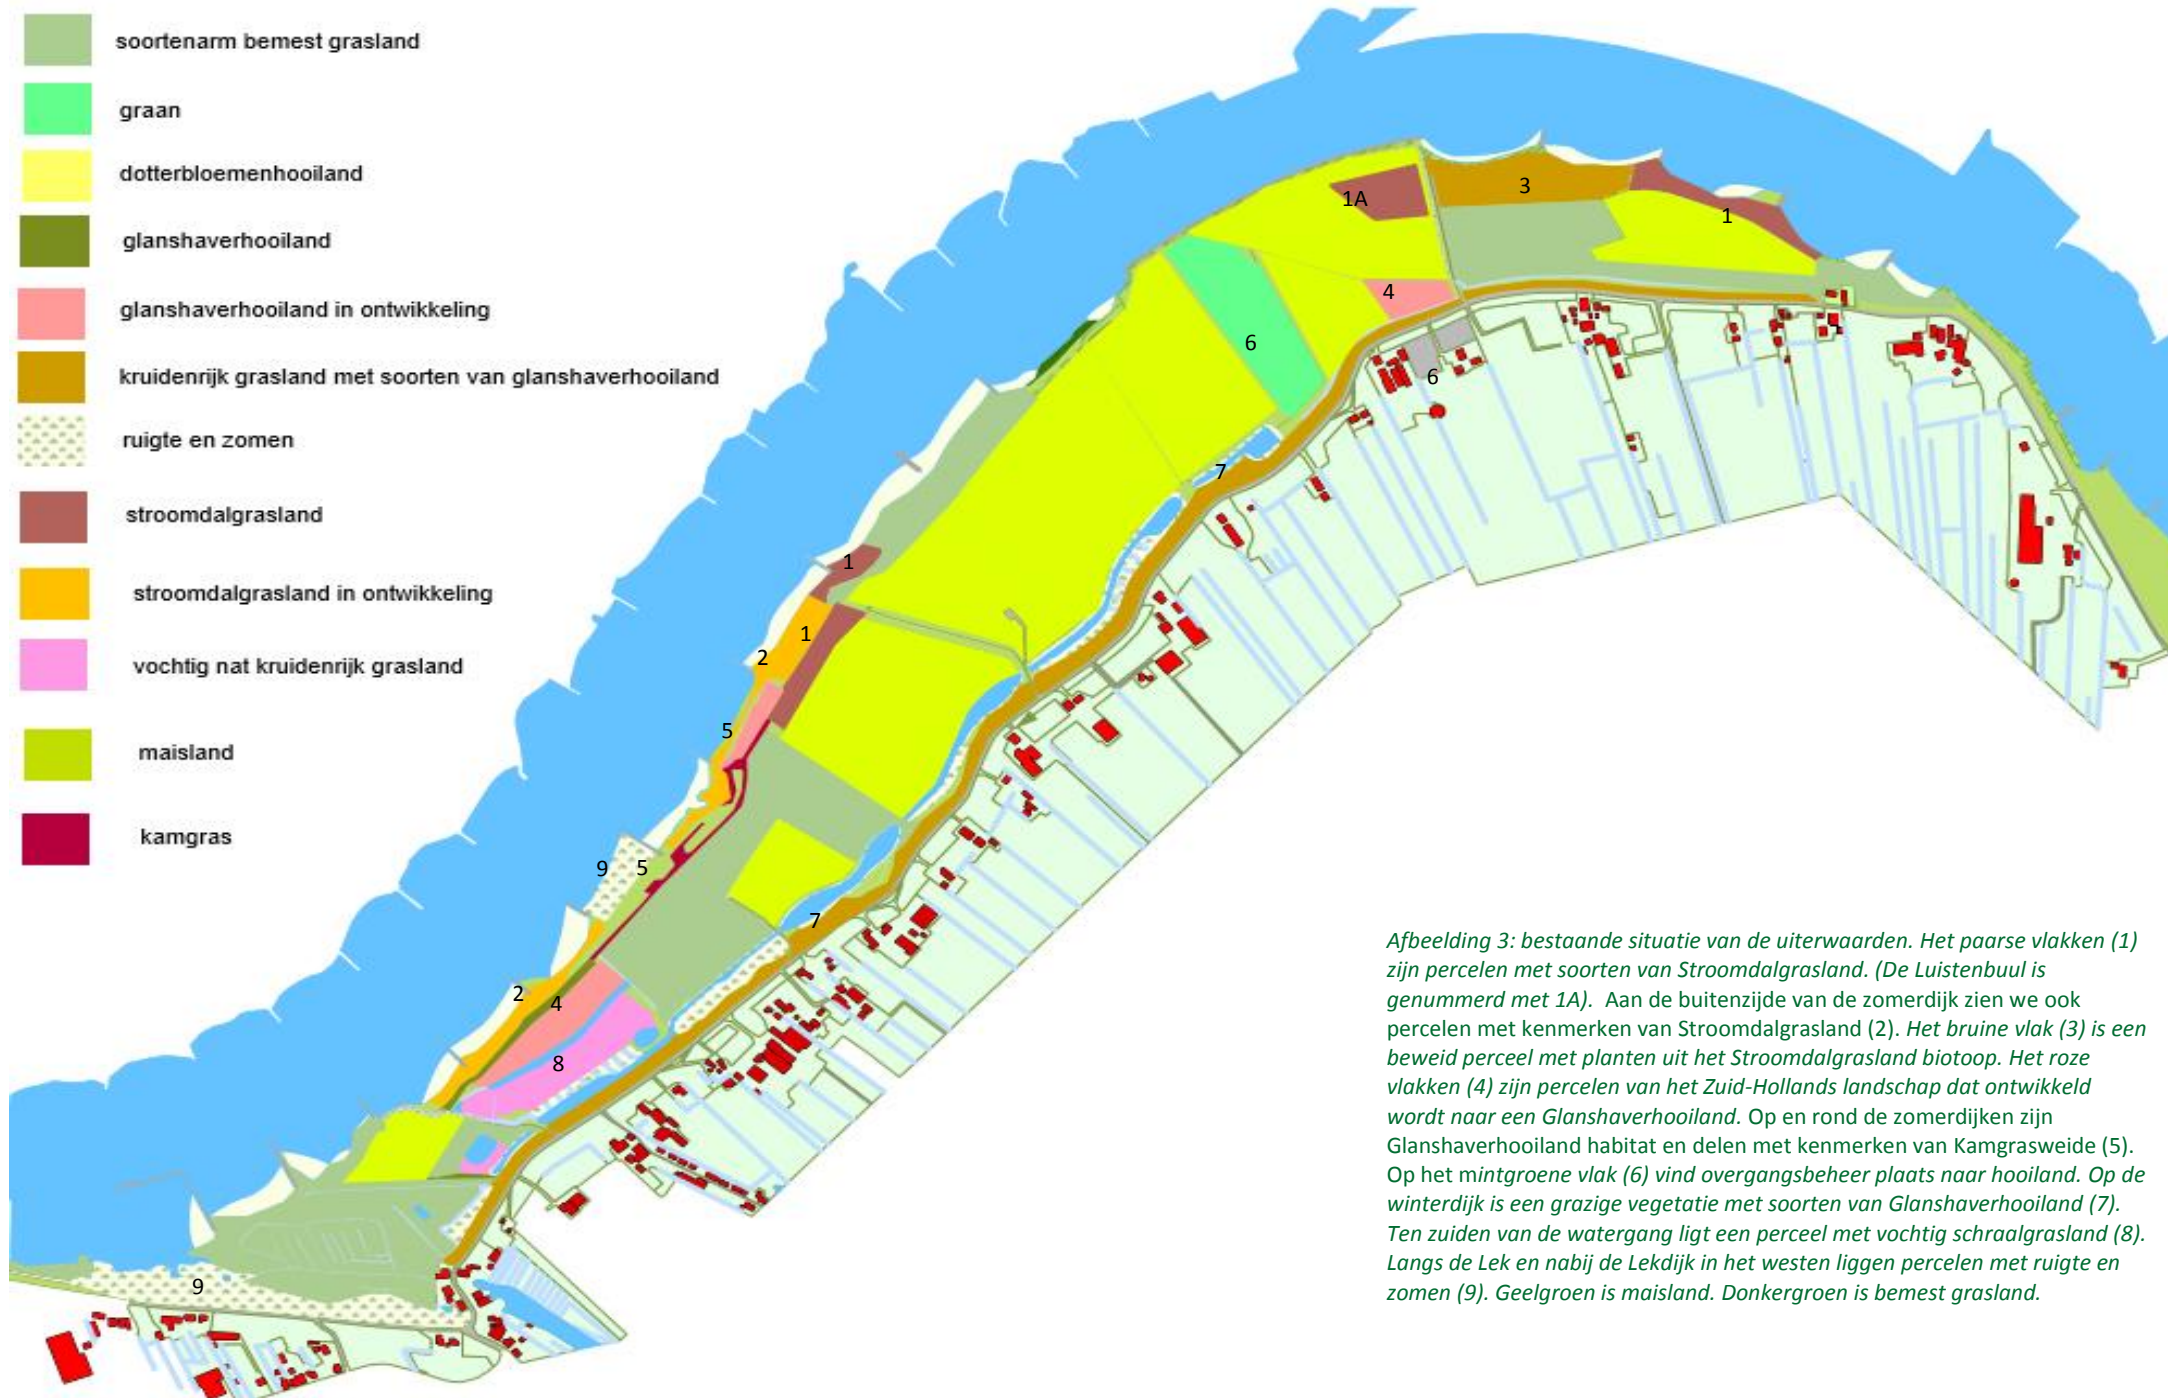 soortenarm bemest grasland
graan
dotterbloemenhooiland
glanshaverhooiland
glanshaverhooiland in ontwikkeling
kruidenrijk grasland met soorten van glanshaverhooiland
ruigte en zomen
stroomdalgrasland
stroomdalgrasland in ontwikkeling
vochtig nat kruidenrijk grasland
maisland
kamgras
1A
3
1
4
6
6
7
1
1
2
5
9
5
7
2
4
8
9
Afbeelding 3: bestaande situatie van de uiterwaarden. Het paarse vlakken (1)
zijn percelen met soorten van Stroomdalgrasland. (De Luistenbuul is
genummerd met 1A). Aan de buitenzijde van de zomerdijk zien we ook
percelen met kenmerken van Stroomdalgrasland (2). Het bruine vlak (3) is een
beweid perceel met planten uit het Stroomdalgrasland biotoop. Het roze
vlakken (4) zijn percelen van het Zuid-Hollands landschap dat ontwikkeld
wordt naar een Glanshaverhooiland. Op en rond de zomerdijken zijn
Glanshaverhooiland habitat en delen met kenmerken van Kamgrasweide (5).
Op het mintgroene vlak (6) vind overgangsbeheer plaats naar hooiland. Op de
winterdijk is een grazige vegetatie met soorten van Glanshaverhooiland (7).
Ten zuiden van de watergang ligt een perceel met vochtig schraalgrasland (8).
Langs de Lek en nabij de Lekdijk in het westen liggen percelen met ruigte en
zomen (9). Geelgroen is maisland. Donkergroen is bemest grasland.